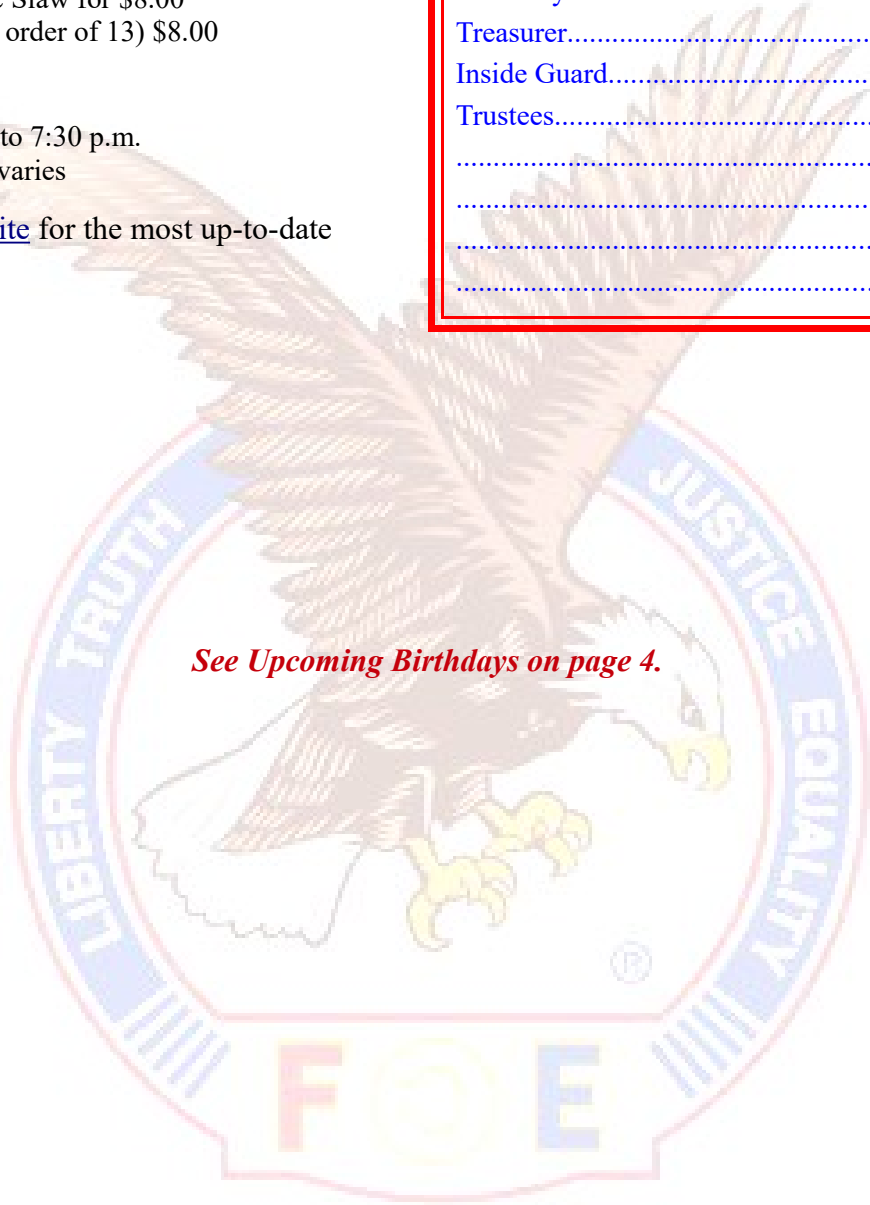 Slaw for $8.00
order of 13) $8.00
to 7:30 p.m.
varies
ite for the most up-to-date
Treasurer............................................
Inside Guard.....................................
Trustees.............................................
..........................................................
..........................................................
..........................................................
..........................................................
See Upcoming Birthdays on page 4.
LIBERTY TRUTH JUSTICE EQUALITY
®
F O E